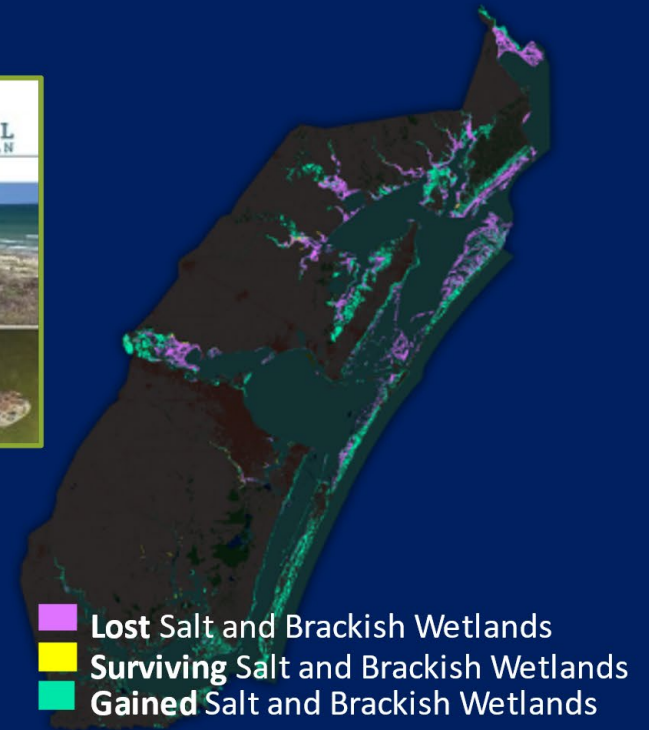 L
N
Lost Salt and Brackish Wetlands
Surviving Salt and Brackish Wetlands
Gained Salt and Brackish Wetlands